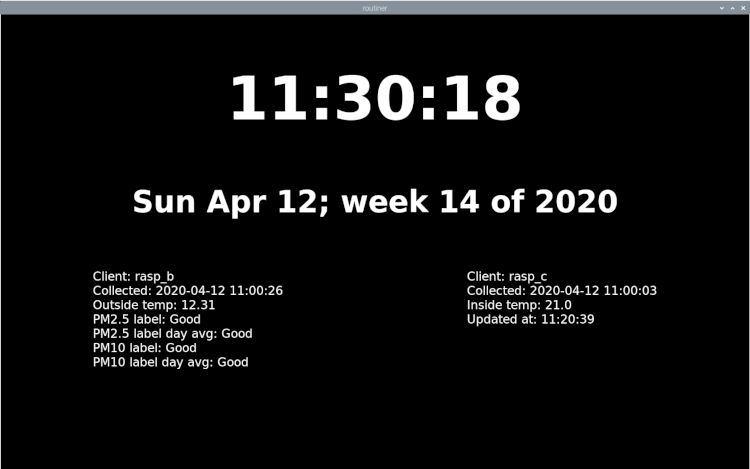 routiner
11:30:18
Sun Apr 12; week 14 of 2020
Client: rasp_b
Collected: 2020-04-12 11:00:26
Outside temp: 12.31
PM2.5 label: Good
PM2.5 label day avg: Good
PM10 label: Good
PM10 label day avg: Good
Client: rasp_c
Collected: 2020-04-12 11:00:03
Inside temp: 21.0
Updated at: 11:20:39